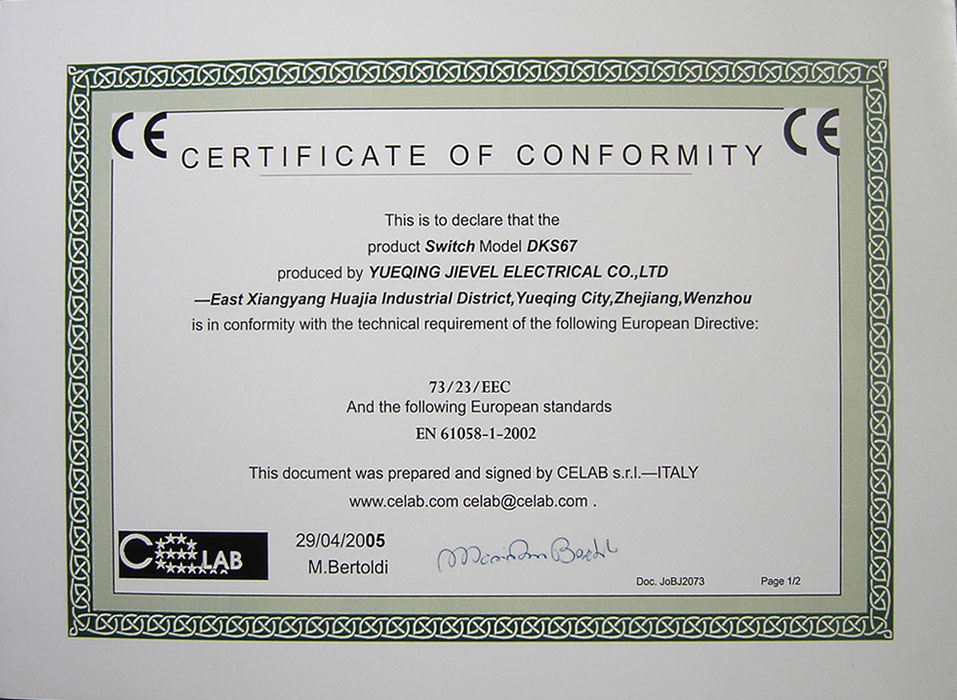 CE
CERTIFICATE OF CONFORMITY
CE
This is to declare that the
product Switch Model DKS67
produced by YUEQING JIEVEL ELECTRICAL CO.,LTD
—East Xiangyang Huajia Industrial District,Yueqing City,Zhejiang,Wenzhou
is in conformity with the technical requirement of the following European Directive:
73/23/EEC
And the following European standards
EN 61058-1-2002
This document was prepared and signed by CELAB s.r.l.—ITALY
www.celab.com celab@celab.com .
CE LAB
29/04/2005
M.Bertoldi
Doc. JoBJ2073
Page 1/2